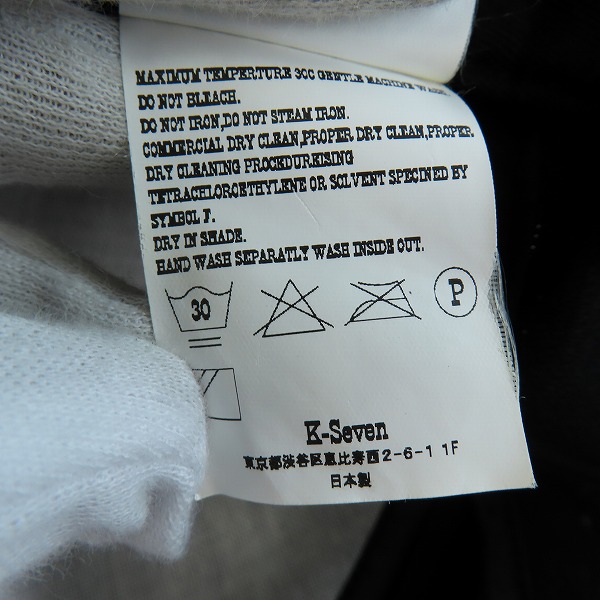 MAXIMUM TEMPERTURE 30C GENTLE MACHINE WASH.
DO NOT BLEACH.
DO NOT IRON,DO NOT STEAM IRON.
COMMERCIAL DRY CLEAN,PROPER DRY CLEAN,PROPER
DRY CLEANING PROCKDUREKISING
TETRACHLOROETHYLENE OR SOLVENT SPECINED BY
SYMBOL F.
DRY IN SHADE.
HAND WASH SEPARATLY WASH INSIDE OUT.
30
P
K-Seven
東京都渋谷区恵比寿西2-6-1 1F
日本製